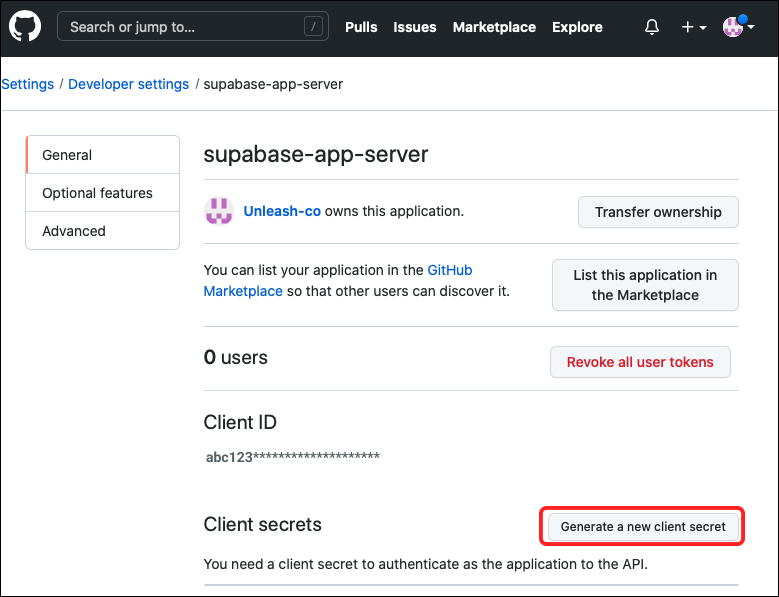 Search or jump to... / Pulls Issues Marketplace Explore
Settings / Developer settings / supabase-app-server
General
Optional features
Advanced
supabase-app-server
Unleash-co owns this application.
Transfer ownership
You can list your application in the GitHub
Marketplace so that other users can discover it.
List this application in
the Marketplace
0 users
Revoke all user tokens
Client ID
abc123********************
Client secrets
Generate a new client secret
You need a client secret to authenticate as the application to the API.